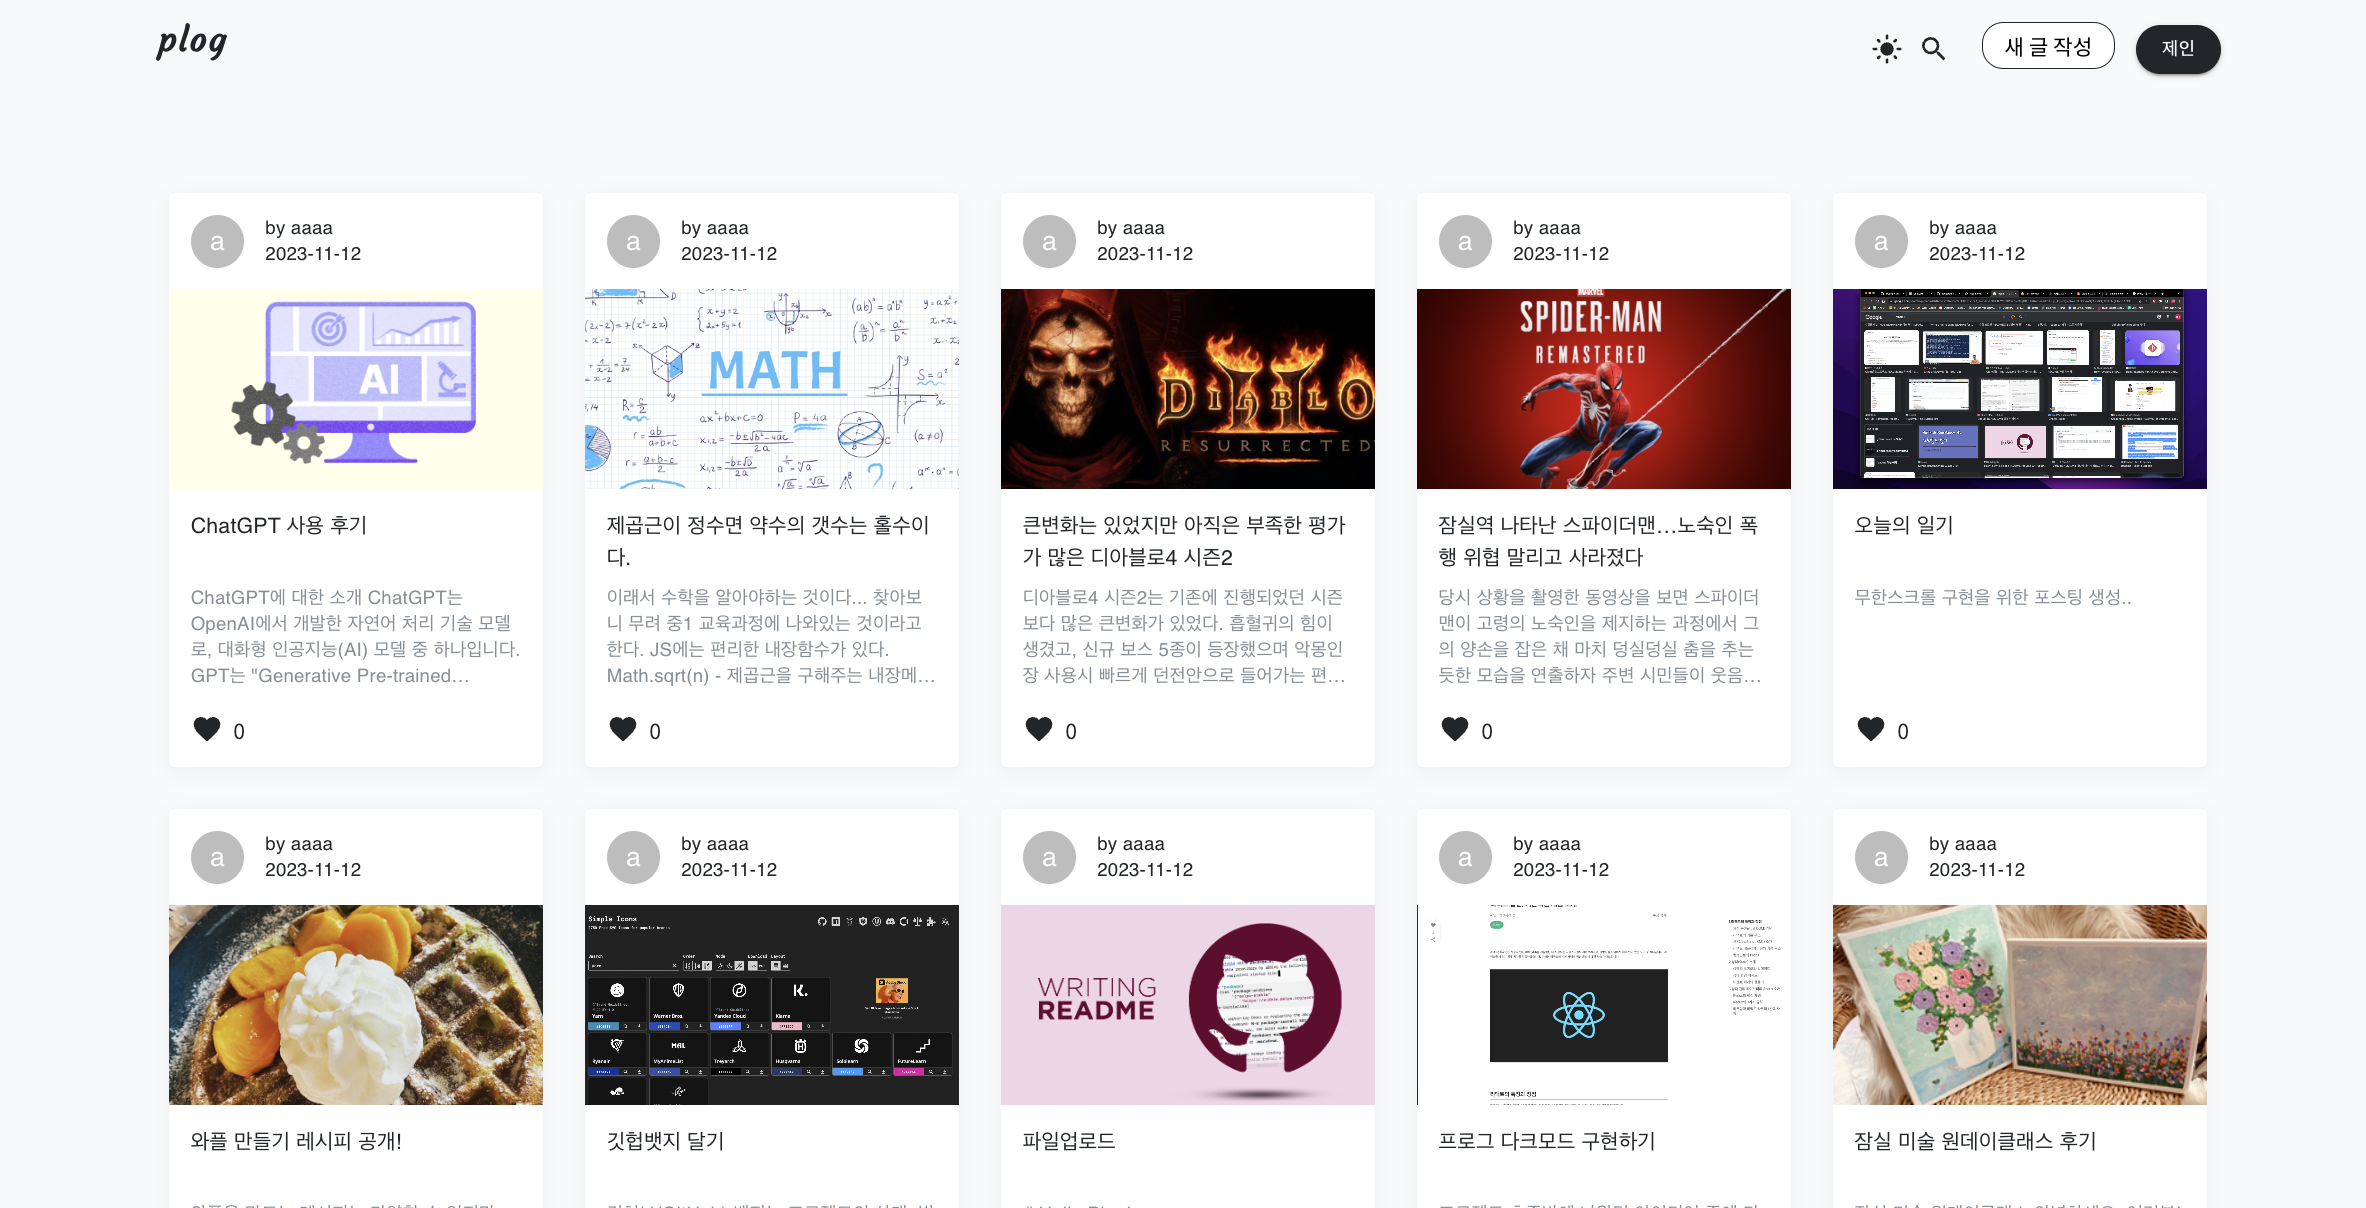 plog
새 글 작성
제인
a
by aaaa
2023-11-12
AI
ChatGPT 사용 후기
ChatGPT에 대한 소개 ChatGPT는
OpenAI에서 개발한 자연어 처리 기술 모델
로, 대화형 인공지능(AI) 모델 중 하나입니다.
GPT는 "Generative Pre-trained...
0
a
by aaaa
2023-11-12
MATH
제곱근이 정수면 약수의 갯수는 홀수이
다.
이래서 수학을 알아야하는 것이다... 찾아보
니 무려 중1 교육과정에 나와있는 것이라고
한다. JS에는 편리한 내장함수가 있다.
Math.sqrt(n) - 제곱근을 구해주는 내장메...
0
a
by aaaa
2023-11-12
DIABLO
RESURRECTED
큰변화는 있었지만 아직은 부족한 평가
가 많은 디아블로4 시즌2
디아블로4 시즌2는 기존에 진행되었던 시즌
보다 많은 큰변화가 있었다. 흡혈귀의 힘이
생겼고, 신규 보스 5종이 등장했으며 악몽인
장 사용시 빠르게 던전안으로 들어가는 편...
0
a
by aaaa
2023-11-12
MARVEL
SPIDER-MAN
REMASTERED
잠실역 나타난 스파이더맨...노숙인 폭
행 위협 말리고 사라졌다
당시 상황을 촬영한 동영상을 보면 스파이더
맨이 고령의 노숙인을 제지하는 과정에서 그
의 양손을 잡은 채 마치 덩실덩실 춤을 추는
듯한 모습을 연출하자 주변 시민들이 웃음...
0
a
by aaaa
2023-11-12
Google
오늘의 일기
무한스크롤 구현을 위한 포스팅 생성..
0
a
by aaaa
2023-11-12
와플 만들기 레시피 공개!
a
by aaaa
2023-11-12
Simple Icons
깃헙뱃지 달기
a
by aaaa
2023-11-12
WRITING
README
파일업로드
a
by aaaa
2023-11-12
프로그 다크모드 구현하기
a
by aaaa
2023-11-12
잠실 미술 원데이클래스 후기